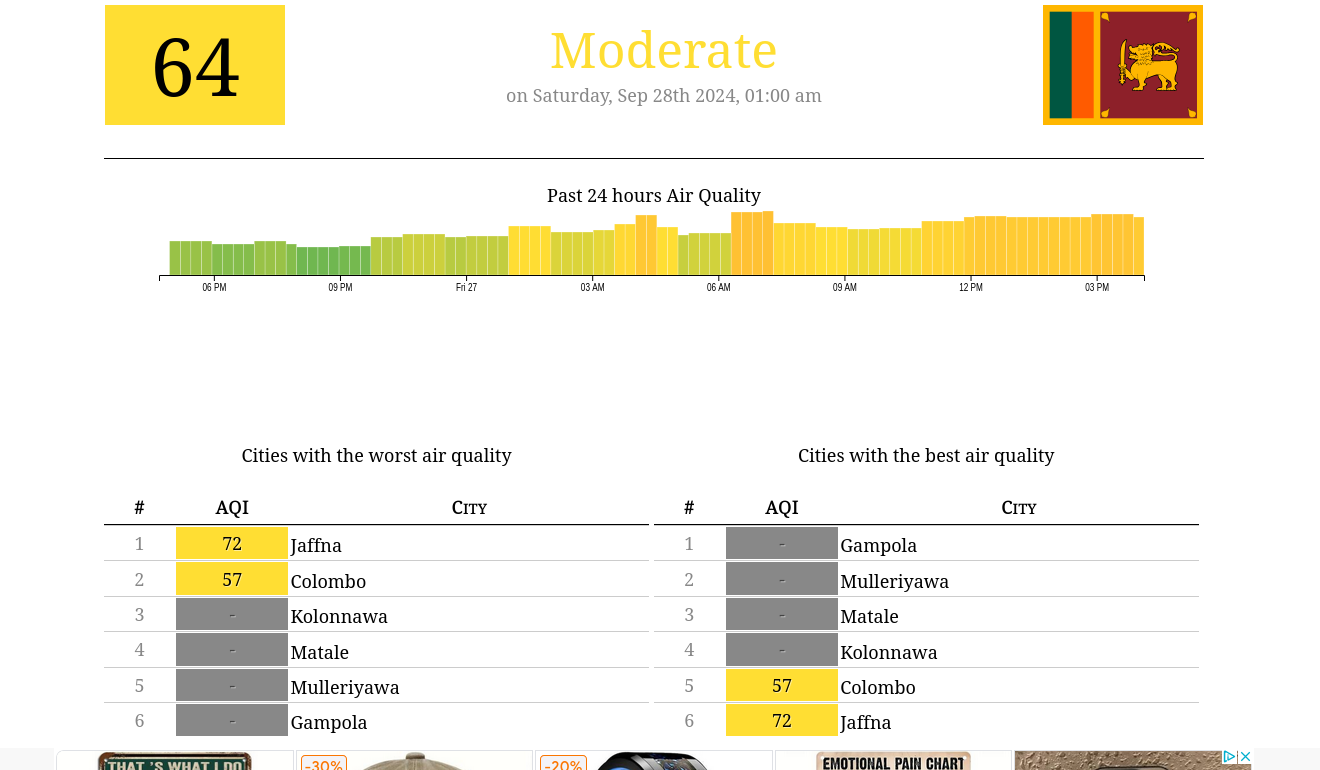 64
Moderate
on Saturday, Sep 28th 2024, 01:00 am
Past 24 hours Air Quality
06 PM 09 PM Fri 27 03 AM 06 AM 09 AM 12 PM 03 PM
Cities with the worst air quality
# AQI City
1 72 Jaffna
2 57 Colombo
3 - Kolonnawa
4 - Matale
5 - Mulleriyawa
6 - Gampola
Cities with the best air quality
# AQI City
1 - Gampola
2 - Mulleriyawa
3 - Matale
4 - Kolonnawa
5 57 Colombo
6 72 Jaffna
THAT'S WHAT I DO
-30%
-20%
EMOTIONAL PAIN CHART